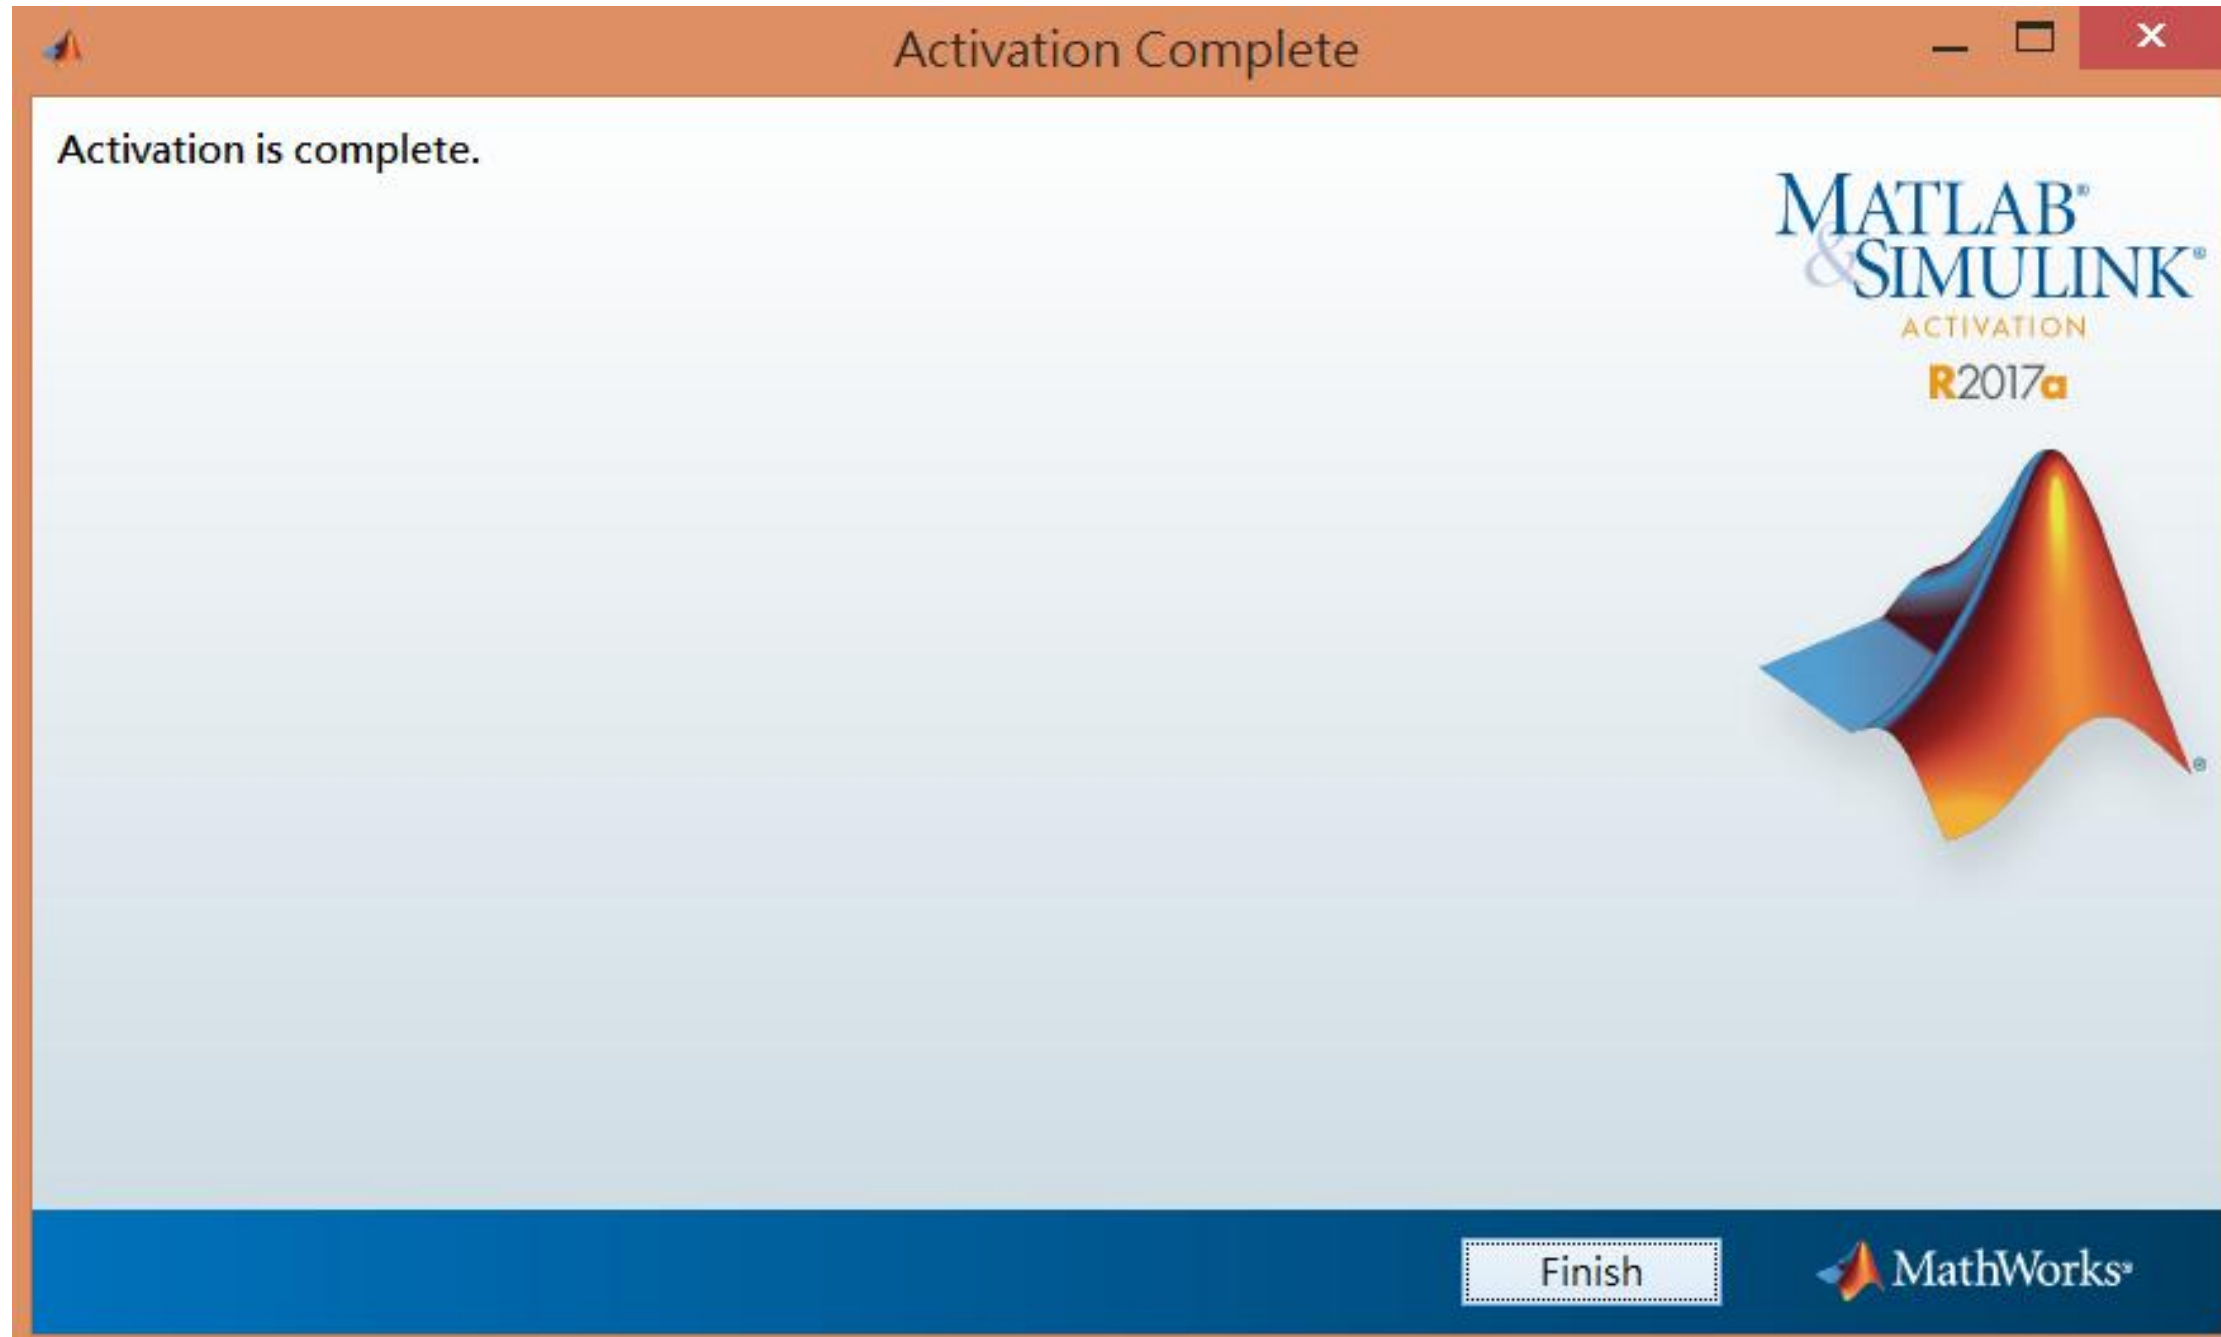 Activation Complete
Activation is complete.
MATLAB®
&SIMULINK®
ACTIVATION
R2017a
®
Finish
MathWorks®